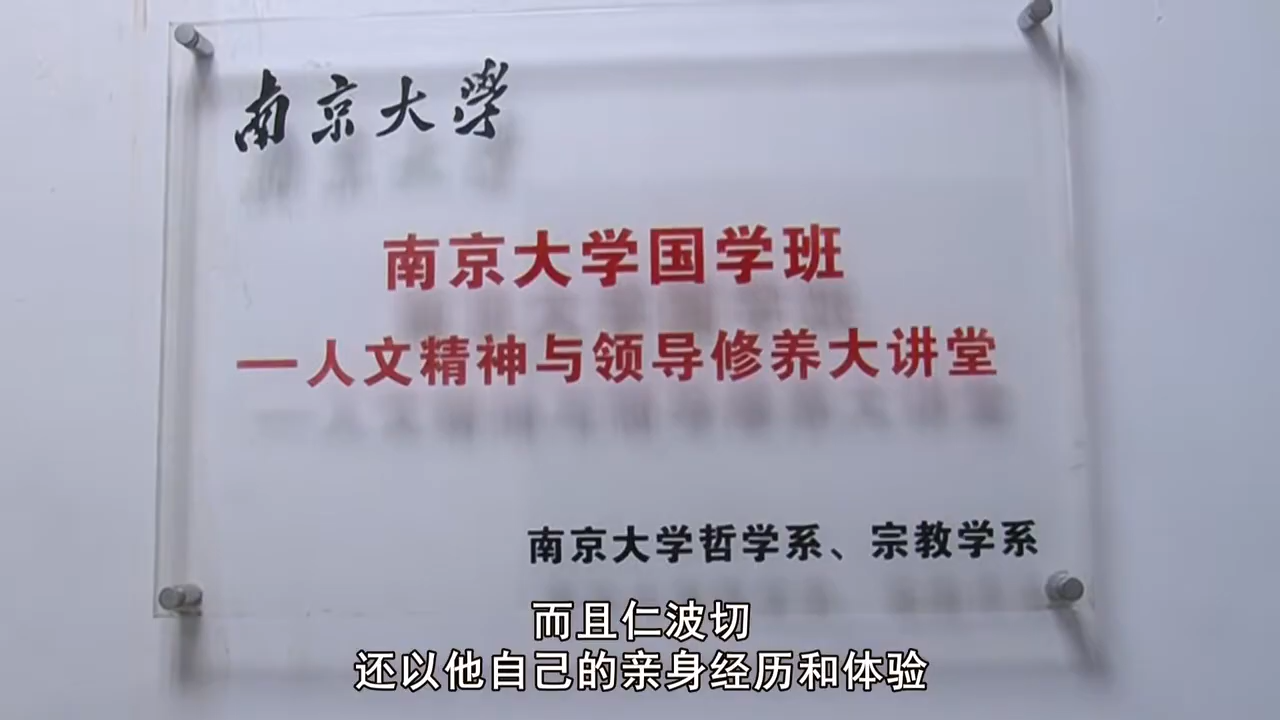 南京大學
南京大学国学班
—人文精神与领导修养大讲堂
南京大学哲学系、宗教学系
而且仁波切
还以他自己的亲身经历和体验